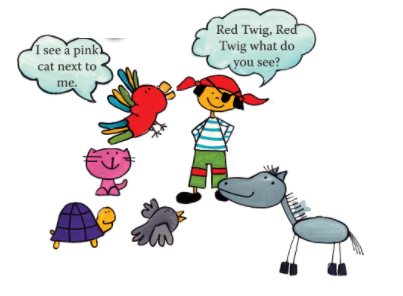 I see a pink
cat next to
me.
Red Twig, Red
Twig what do
you see?